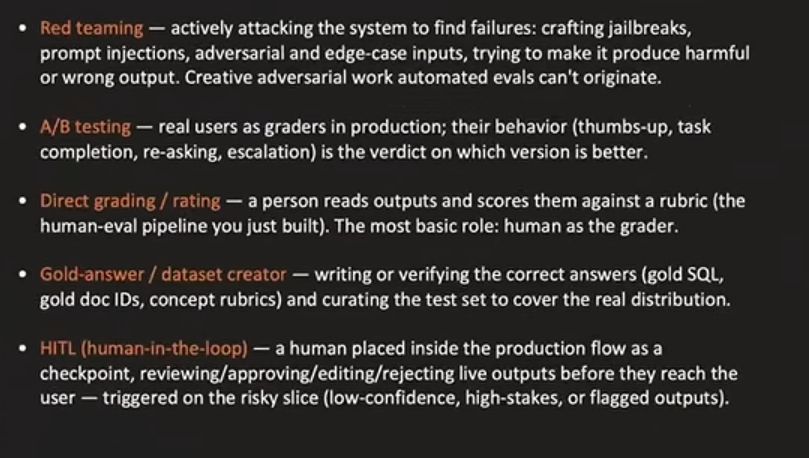 • Red teaming — actively attacking the system to find failures: crafting jailbreaks,
prompt injections, adversarial and edge-case inputs, trying to make it produce harmful
or wrong output. Creative adversarial work automated evals can't originate.
• A/B testing — real users as graders in production; their behavior (thumbs-up, task
completion, re-asking, escalation) is the verdict on which version is better.
• Direct grading / rating — a person reads outputs and scores them against a rubric (the
human-eval pipeline you just built). The most basic role: human as the grader.
• Gold-answer / dataset creator — writing or verifying the correct answers (gold SQL,
gold doc IDs, concept rubrics) and curating the test set to cover the real distribution.
• HITL (human-in-the-loop) — a human placed inside the production flow as a
checkpoint, reviewing/approving/editing/rejecting live outputs before they reach the
user — triggered on the risky slice (low-confidence, high-stakes, or flagged outputs).